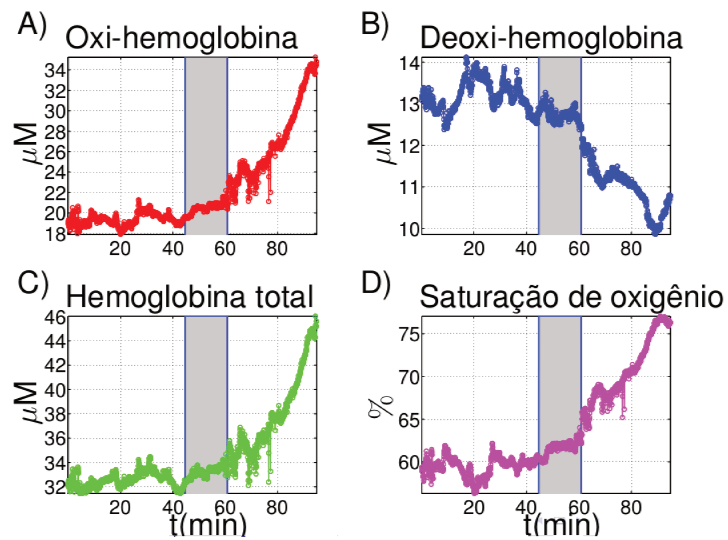 A) Oxi-hemoglobina
34
32
30
28
26
24
22
20
18
μM
20 40 60 80
B) Deoxi-hemoglobina
14
13
12
11
10
μM
20 40 60 80
C) Hemoglobina total
46
44
42
40
38
36
34
32
μM
0 20 40 60 80
t(min)
D) Saturação de oxigênio
75
70
65
60
%
20 40 60 80
t(min)